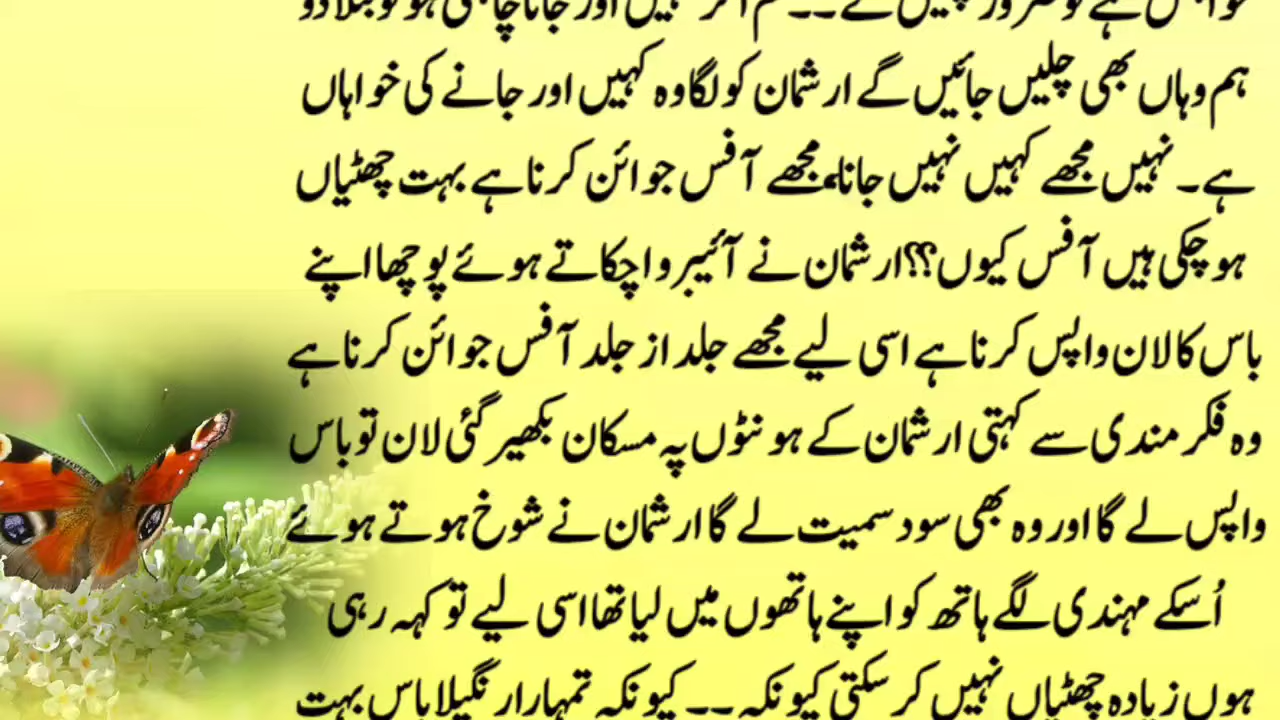 ہم وہاں بھی چلیں جائیں گے ارشمان کو لگا وہ کہیں اور جانے کی خواہاں
ہے۔ نہیں مجھے کہیں نہیں جانا، مجھے آفس جوائن کرنا ہے بہت چھٹیاں
ہو چکی ہیں آفس کیوں؟؟ ارشمان نے آئیبرو اچکاتے ہوئے پوچھا اپنے
باس کا لان واپس کرنا ہے اسی لیے مجھے جلد از جلد آفس جوائن کرنا ہے
وہ فکر مندی سے کہتی ارشمان کے ہونٹوں پہ مسکان بکھیر گئی لان تو باس
واپس لے گا اور وہ بھی سود سمیت لے گا ارشمان نے شوخ ہوتے ہوئے
اُسکے مہندی لگے ہاتھ کو اپنے ہاتھوں میں لیا تھا اسی لیے تو کہہ رہی
ہوں زیادہ چھٹیاں نہیں کر سکتی کیونکہ ۔۔ کیونکہ تمہارا رنگیلا باس بہت